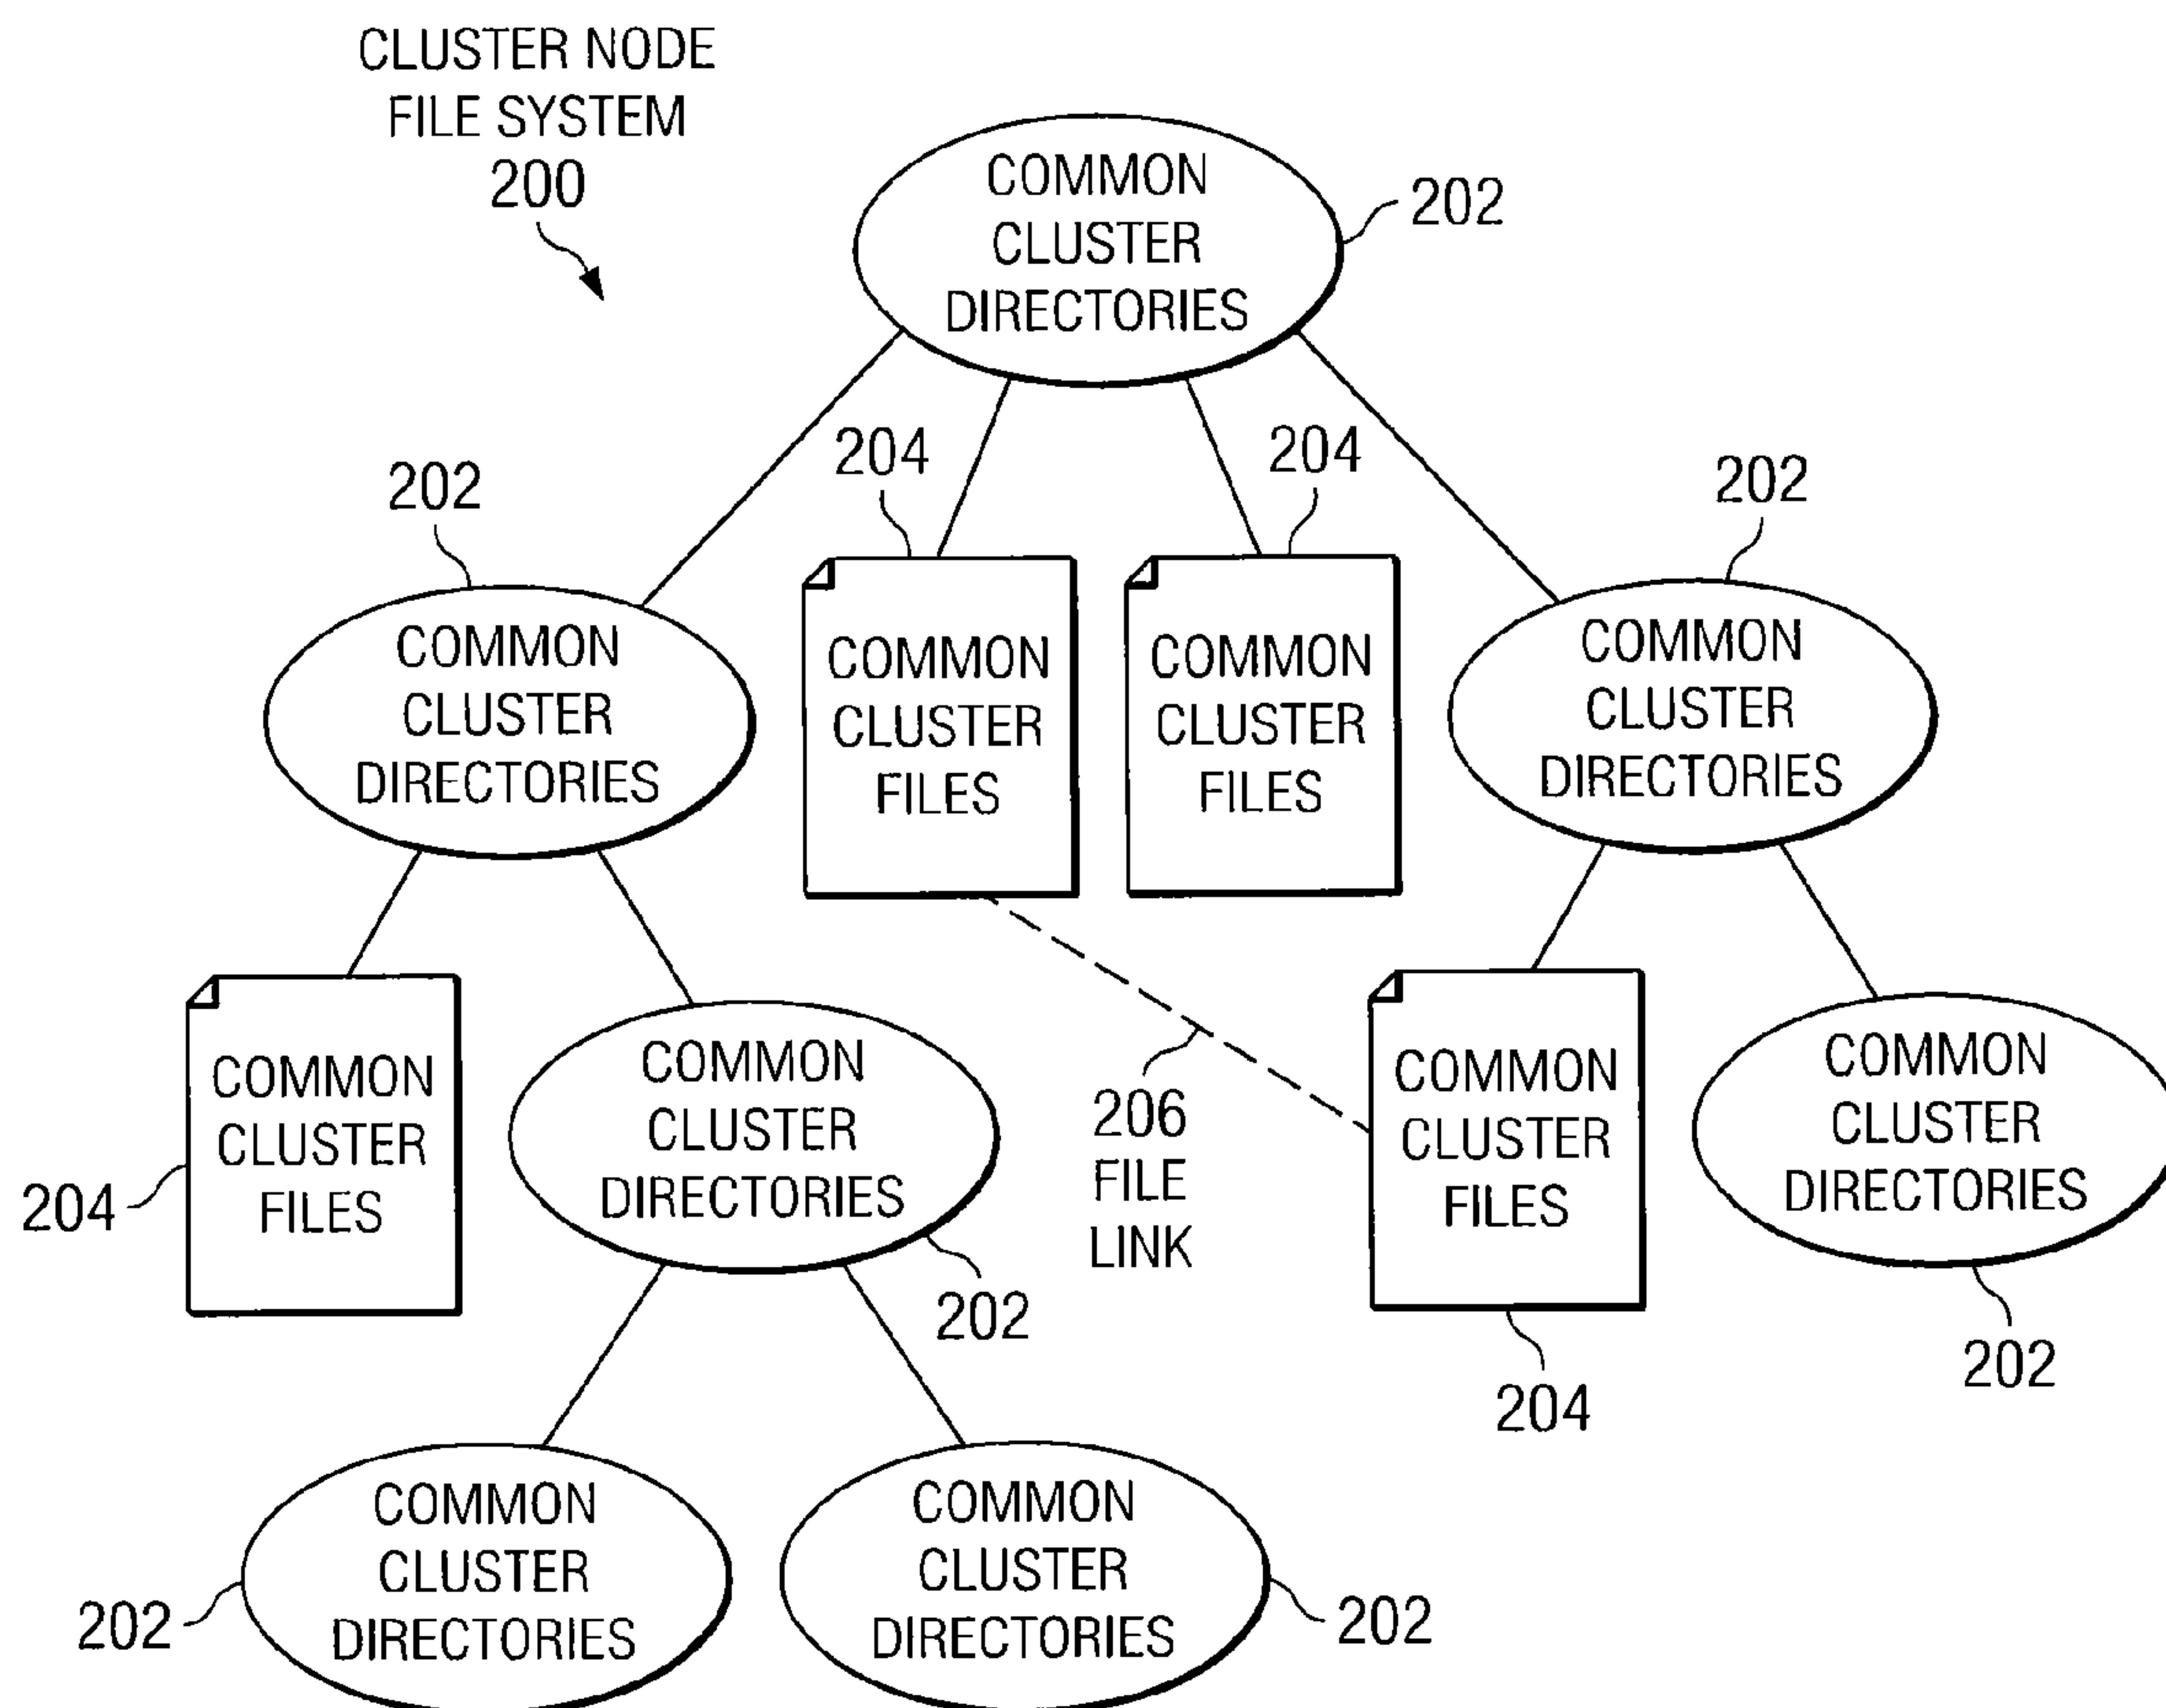 CLUSTER NODE
FILE SYSTEM
200
COMMON
CLUSTER
DIRECTORIES
202
204
204
202
202
COMMON
CLUSTER
DIRECTORIES
COMMON
CLUSTER
FILES
COMMON
CLUSTER
FILES
COMMON
CLUSTER
DIRECTORIES
COMMON
CLUSTER
FILES
204
COMMON
CLUSTER
DIRECTORIES
202
206
FILE
LINK
COMMON
CLUSTER
FILES
204
COMMON
CLUSTER
DIRECTORIES
202
COMMON
CLUSTER
DIRECTORIES
202
COMMON
CLUSTER
DIRECTORIES
202